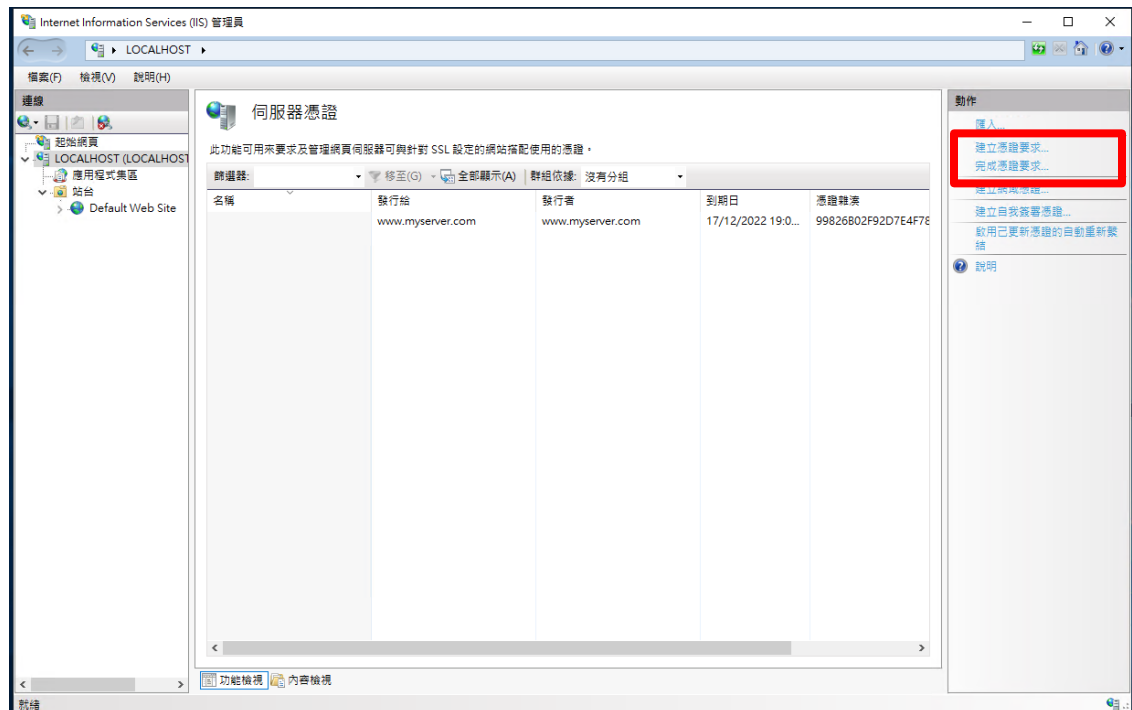 Internet Information Services (IIS) 管理員
LOCALHOST
檔案(F) 檢視(V) 說明(H)
連線
起始網頁
LOCALHOST (LOCALHOST
應用程式集區
站台
Default Web Site
伺服器憑證
此功能可用來要求及管理網頁伺服器可與針對 SSL 設定的網站搭配使用的憑證。
篩選器: 移至(G) 全部顯示(A) 群組依據: 沒有分組
名稱 發行給 發行者 到期日 憑證雜湊
www.myserver.com www.myserver.com 17/12/2022 19:0... 99826B02F92D7E4F78
功能檢視 內容檢視
動作
匯入...
建立憑證要求...
完成憑證要求...
建立網域憑證...
建立自我簽署憑證...
啟用已更新憑證的自動重新繫
結
說明
就緒